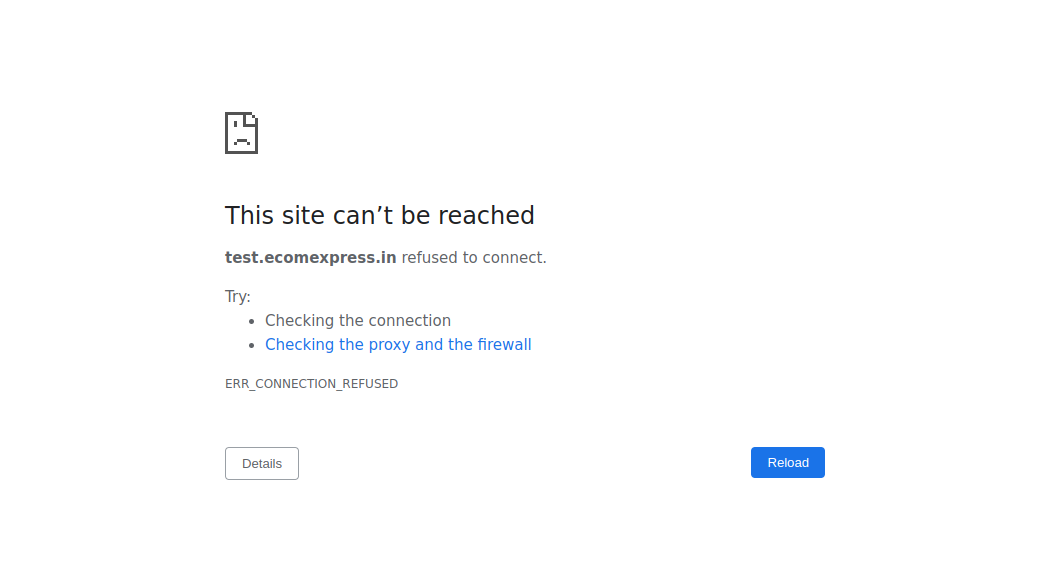 This site can’t be reached
test.ecomexpress.in refused to connect.
Try:
Checking the connection
Checking the proxy and the firewall
ERR_CONNECTION_REFUSED
Details
Reload